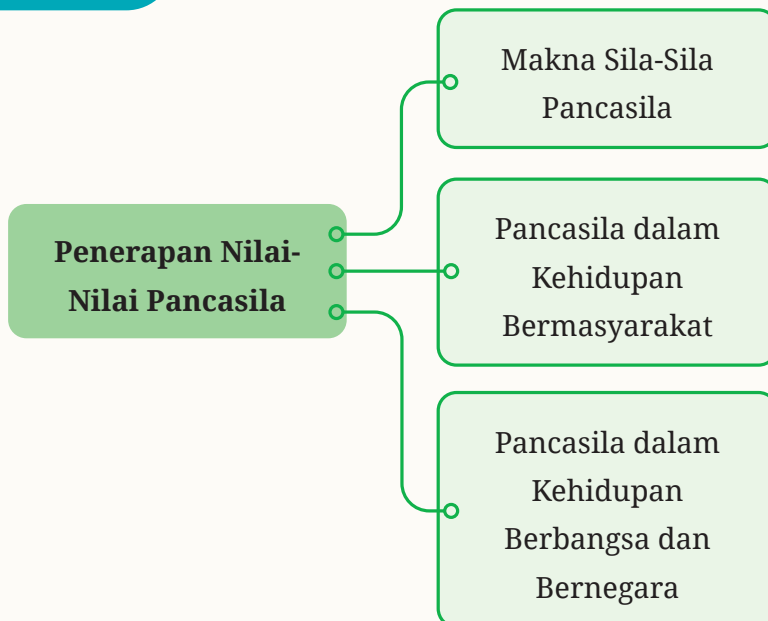 Makna Sila-Sila
Pancasila
Penerapan Nilai-
Nilai Pancasila
Pancasila dalam
Kehidupan
Bermasyarakat
Pancasila dalam
Kehidupan
Berbangsa dan
Bernegara